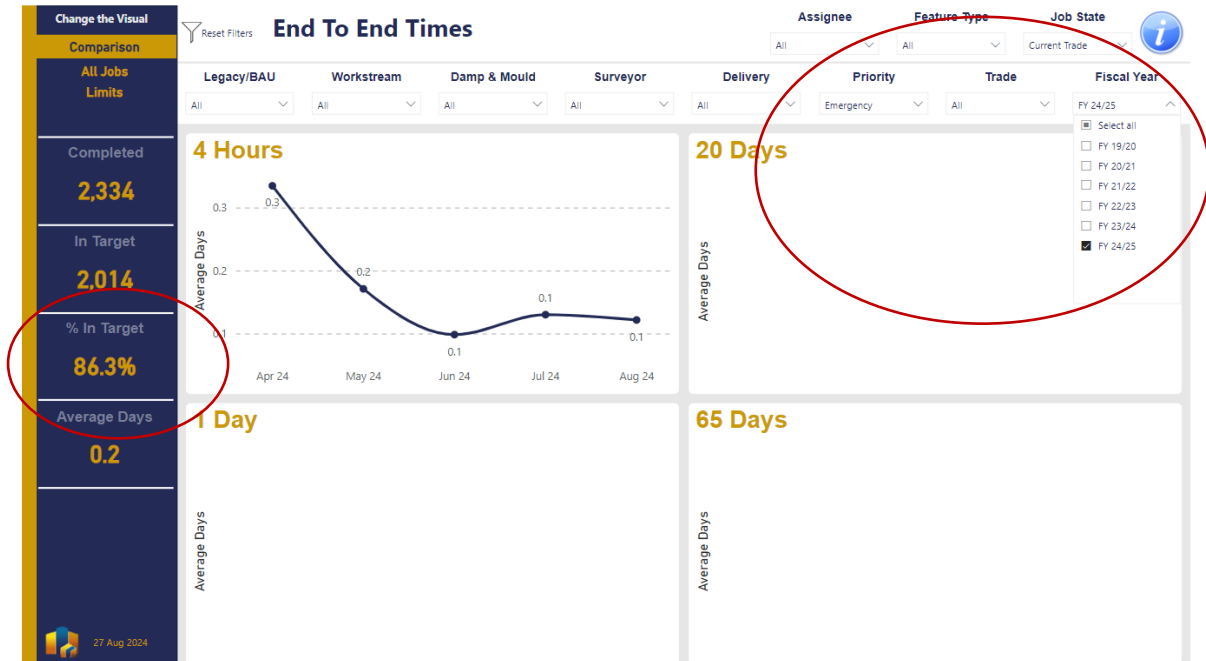 Change the Visual
Comparison
All Jobs
Limits
Completed
2,334
In Target
2,014
% In Target
86.3%
Average Days
0.2
27 Aug 2024
Reset Filters
End To End Times
Assignee
All
Feature Type
All
Job State
Current Trade
i
Legacy/BAU
All
Workstream
All
Damp & Mould
All
Surveyor
All
Delivery
All
Priority
Emergency
Trade
All
Fiscal Year
FY 24/25
Select all
FY 19/20
FY 20/21
FY 21/22
FY 22/23
FY 23/24
FY 24/25
4 Hours
Average Days
0.3
0.2
0.1
0.3
0.2
0.1
0.1
0.1
Apr 24 May 24 Jun 24 Jul 24 Aug 24
20 Days
Average Days
1 Day
Average Days
65 Days
Average Days